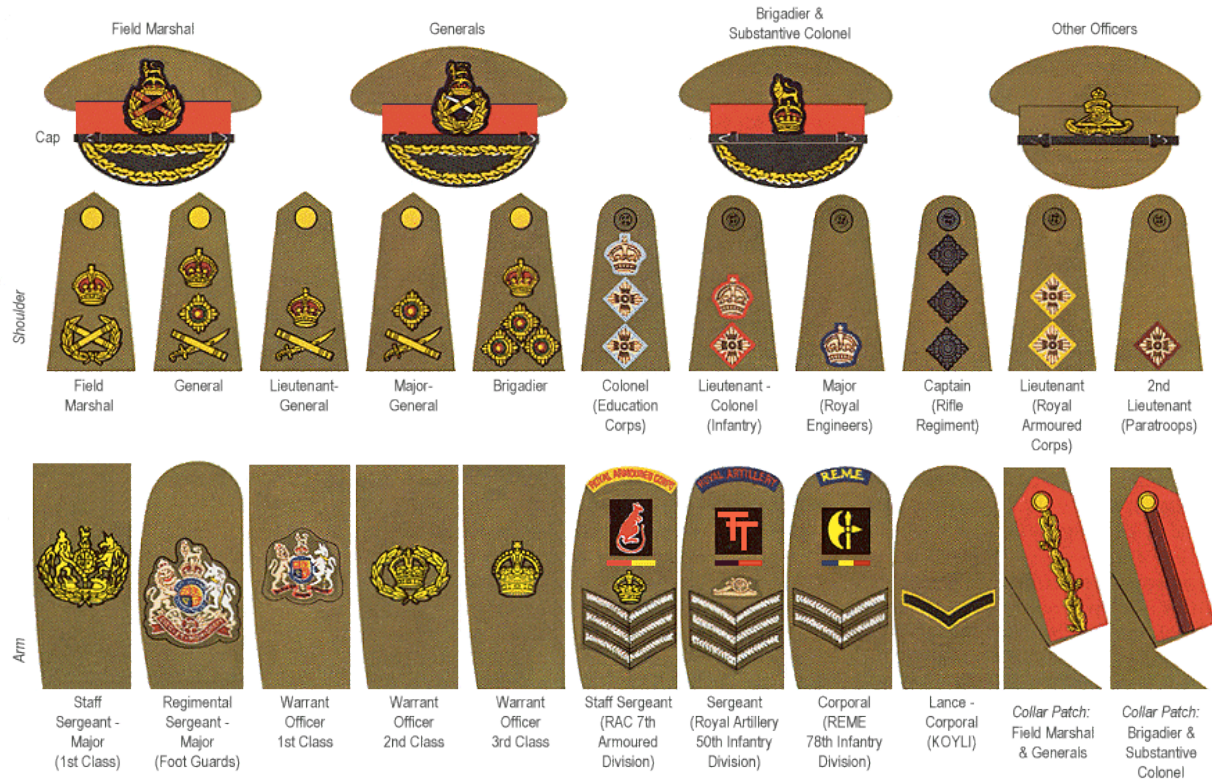 Field Marshal
Generals
Brigadier &
Substantive Colonel
Other Officers
Cap
Shoulder
Field
Marshal
General
Lieutenant-
General
Major-
General
Brigadier
Colonel
(Education
Corps)
Lieutenant -
Colonel
(Infantry)
Major
(Royal
Engineers)
Captain
(Rifle
Regiment)
Lieutenant
(Royal
Armoured
Corps)
2nd
Lieutenant
(Paratroops)
ROYAL ARMOURED CORPS
ROYAL ARTILLERY
R.E.M.E.
TT
Arm
Staff
Sergeant -
Major
(1st Class)
Regimental
Sergeant -
Major
(Foot Guards)
Warrant
Officer
1st Class
Warrant
Officer
2nd Class
Warrant
Officer
3rd Class
Staff Sergeant
(RAC 7th
Armoured
Division)
Sergeant
(Royal Artillery
50th Infantry
Division)
Corporal
(REME
78th Infantry
Division)
Lance -
Corporal
(KOYLI)
Collar Patch:
Field Marshal
& Generals
Collar Patch:
Brigadier &
Substantive
Colonel